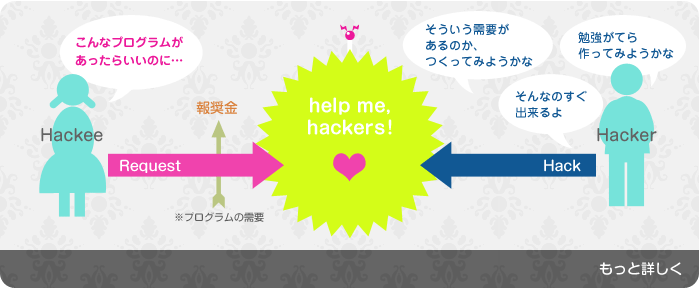 こんなプログラムが
あったらいいのに…
Hackee
Request
報奨金
※プログラムの需要
help me,
hackers!
そういう需要が
あるのか、
つくってみようかな
勉強がてら
作ってみようかな
そんなのすぐ
出来るよ
Hacker
Hack
もっと詳しく